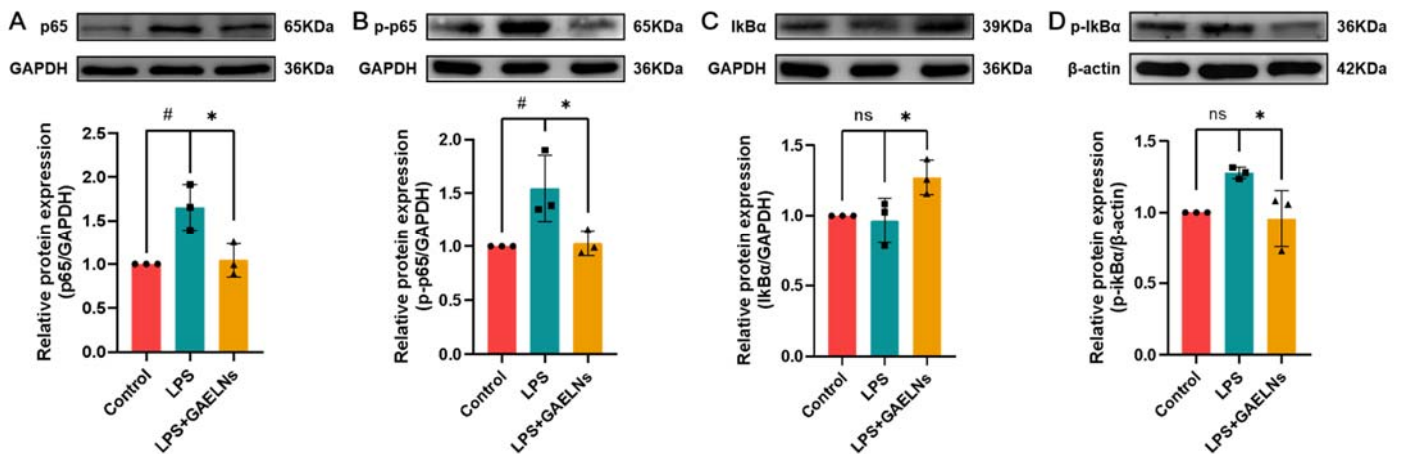 A
p65
65KDa
GAPDH
36KDa
#
*
Relative protein expression
(p65/GAPDH)
2.5
2.0
1.5
1.0
0.5
0.0
Control
LPS
LPS+GAELNs
B
p-p65
65KDa
GAPDH
36KDa
#
*
Relative protein expression
(p-p65/GAPDH)
2.0
1.5
1.0
0.5
0.0
Control
LPS
LPS+GAELNs
C
IkBα
39KDa
GAPDH
36KDa
ns
*
Relative protein expression
(IkBα/GAPDH)
1.5
1.0
0.5
0.0
Control
LPS
LPS+GAELNs
D
p-IkBα
36KDa
β-actin
42KDa
ns
*
Relative protein expression
(p-ikBα/β-actin)
1.5
1.0
0.5
0.0
Control
LPS
LPS+GAELNs